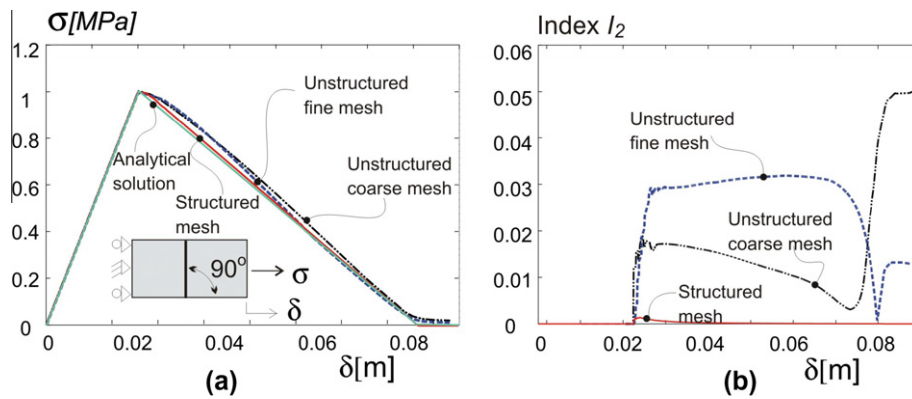 σ[MPa]
1.2
1
0.8
0.6
0.4
0.2
0
0
0.02
0.04
0.06
0.08
δ[m]
Unstructured
fine mesh
Analytical
solution
Structured
mesh
Unstructured
coarse mesh
90°
σ
δ
(a)
Index I2
0.06
0.05
0.04
0.03
0.02
0.01
0
0
0.02
0.04
0.06
0.08
δ[m]
Unstructured
fine mesh
Unstructured
coarse mesh
Structured
mesh
(b)